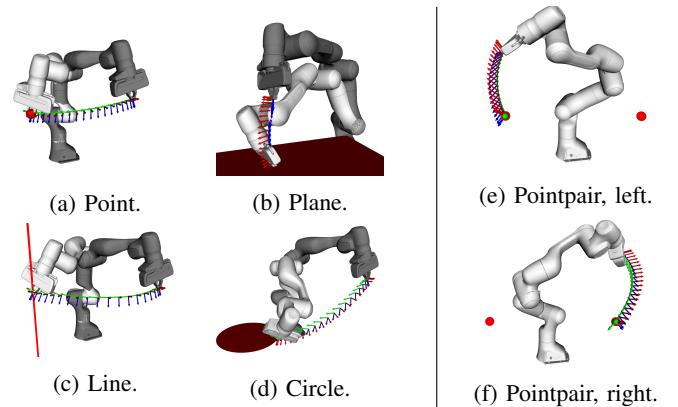 (a) Point.
(b) Plane.
(c) Line.
(d) Circle.
(e) Pointpair, left.
(f) Pointpair, right.